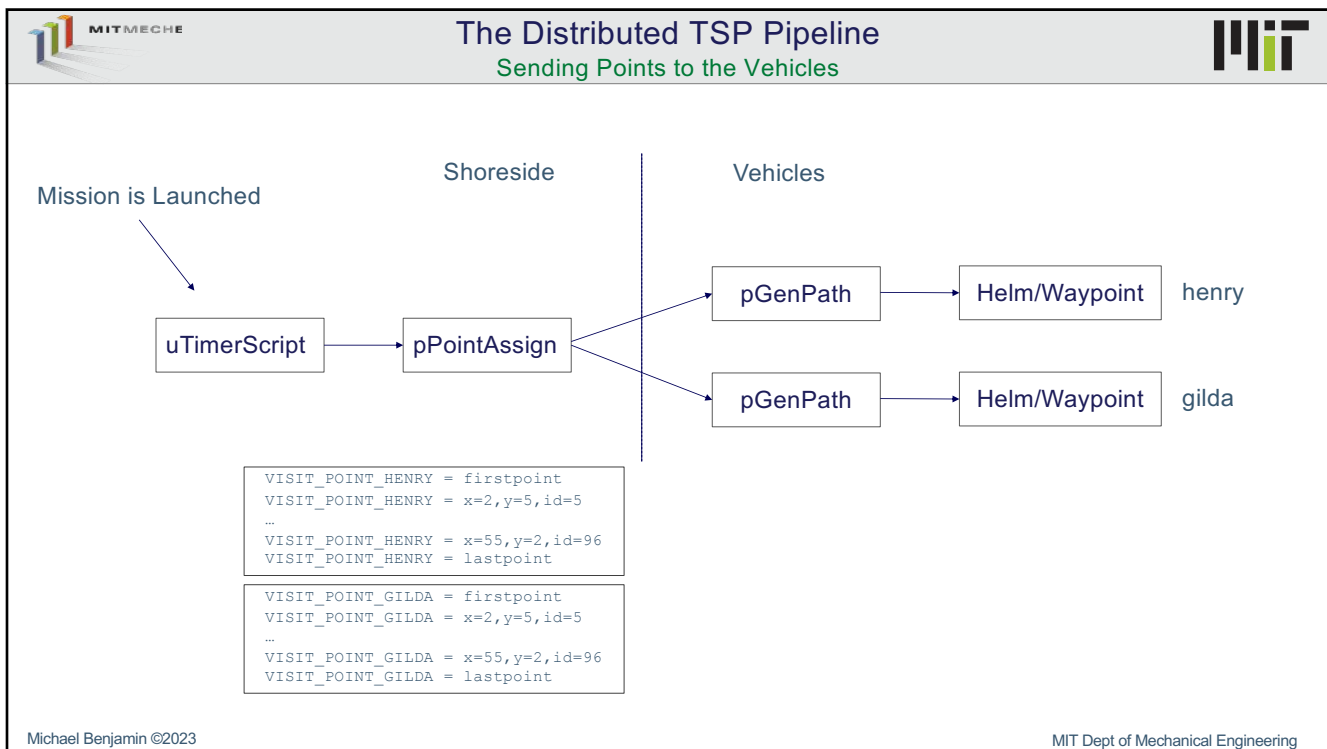 MITMECHE
The Distributed TSP Pipeline
Sending Points to the Vehicles
MIT
Mission is Launched
Shoreside
Vehicles
uTimerScript
pPointAssign
pGenPath
Helm/Waypoint
henry
pGenPath
Helm/Waypoint
gilda
VISIT_POINT_HENRY = firstpoint
VISIT_POINT_HENRY = x=2,y=5,id=5
…
VISIT_POINT_HENRY = x=55,y=2,id=96
VISIT_POINT_HENRY = lastpoint
VISIT_POINT_GILDA = firstpoint
VISIT_POINT_GILDA = x=2,y=5,id=5
…
VISIT_POINT_GILDA = x=55,y=2,id=96
VISIT_POINT_GILDA = lastpoint
Michael Benjamin ©2023
MIT Dept of Mechanical Engineering